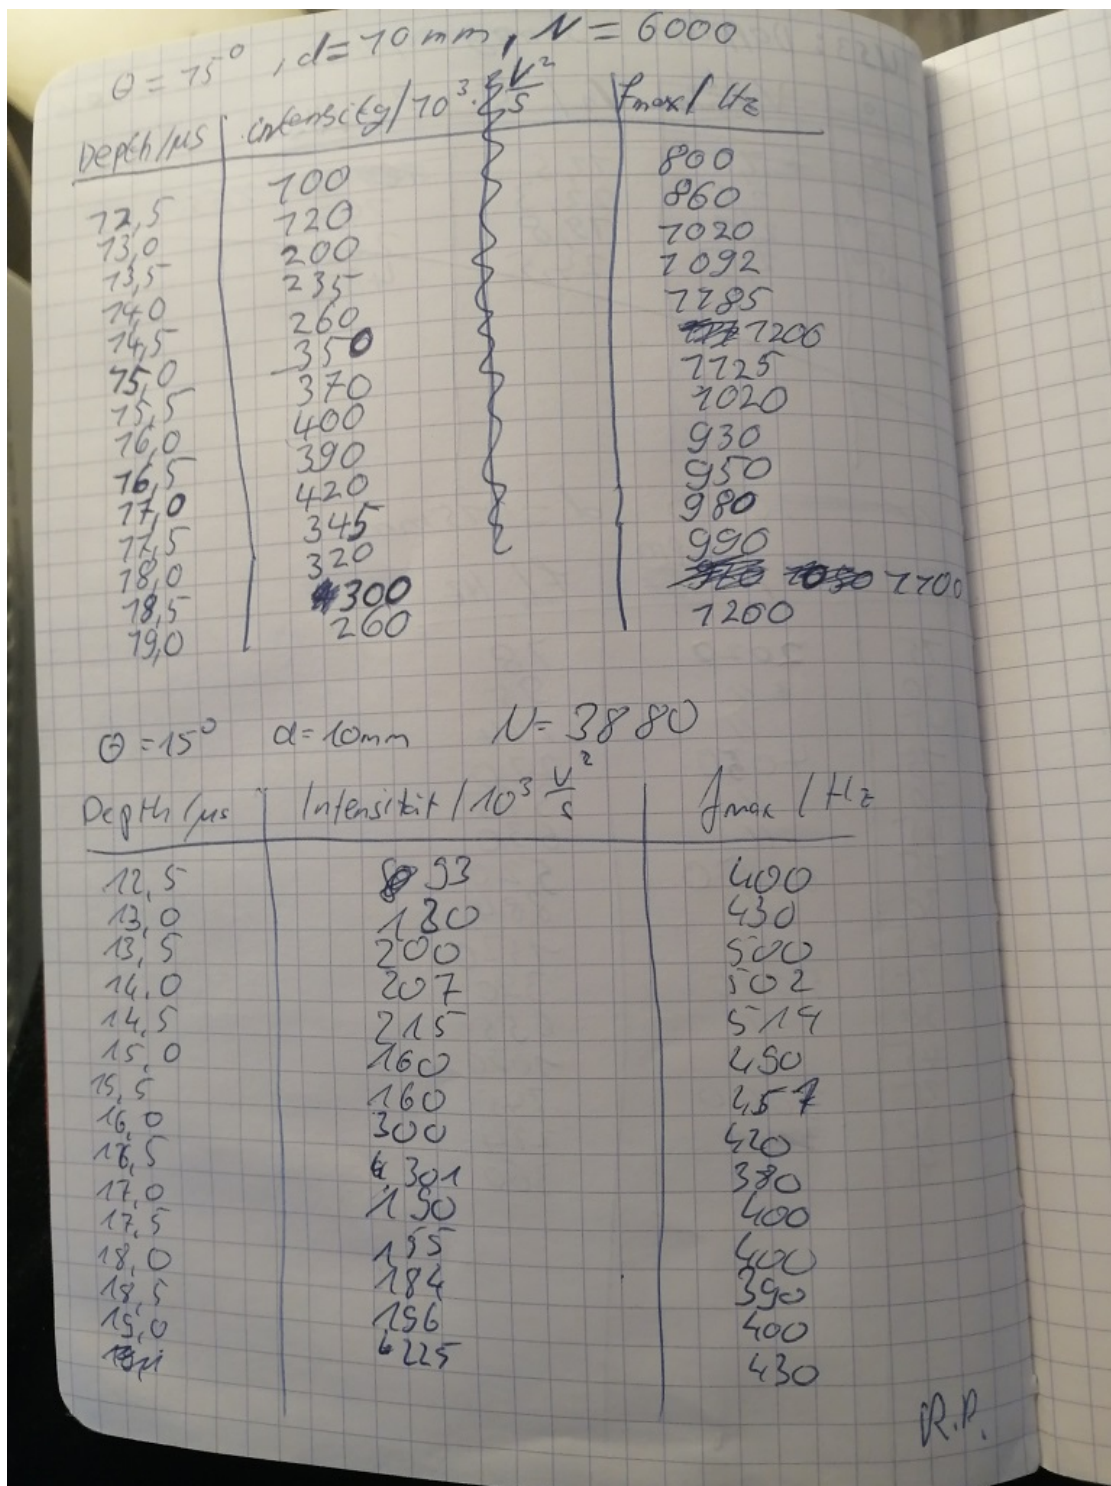 θ = 15° , d = 10 mm , N = 6000
Depth/µs intensity/10³· V²/s fmax/Hz
12,5 100 800
13,0 120 860
13,5 200 1020
14,0 235 1092
14,5 260 1185
15,0 350 1200
15,5 370 1125
16,0 400 1020
16,5 390 930
17,0 420 950
17,5 345 980
18,0 320 990
18,5 300 1100
19,0 260 1200
θ = 15° d = 10mm N = 3880
Depth/µs Intensität/10³ V²/s fmax / Hz
12,5 93 400
13,0 130 430
13,5 200 500
14,0 207 502
14,5 215 519
15,0 160 490
15,5 160 457
16,0 300 420
16,5 301 380
17,0 190 400
17,5 155 400
18,0 184 390
18,5 196 400
19,0 225 430
R.P.